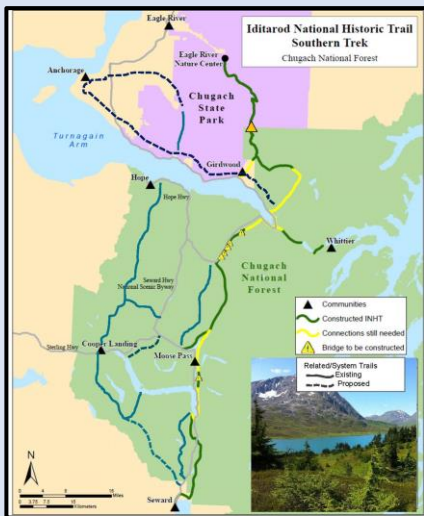 Iditarod National Historic Trail
Southern Trek
Chugach National Forest
Eagle River
Eagle River
Nature Center
Anchorage
Chugach
State
Park
Turnagain
Arm
Girdwood
Hope
Hope Hwy
Whittier
Chugach
National
Forest
Seward Hwy
National Scenic Byway
Sterling Hwy
Cooper Landing
Moose Pass
Seward
Communities
Constructed INHT
Connections still needed
Bridge to be constructed
Related/System Trails
Existing
Proposed
N
Miles
Kilometers